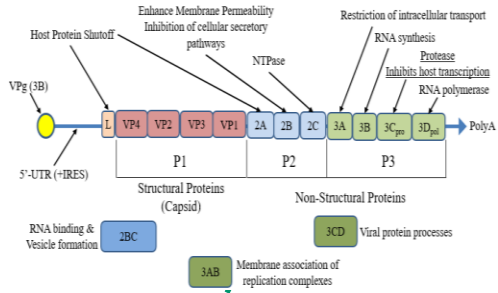 Enhance Membrane Permeability
Inhibition of cellular secretory
pathways
Restriction of intracellular transport
Host Protein Shutoff
RNA synthesis
NTPase
Protease
Inhibits host transcription
RNA polymerase
VPg (3B)
L VP4 VP2 VP3 VP1 2A 2B 2C 3A 3B 3Cpro 3Dpol PolyA
5'-UTR (+IRES)
P1 P2 P3
Structural Proteins
(Capsid)
Non-Structural Proteins
RNA binding &
Vesicle formation
2BC
3CD Viral protein processes
3AB
Membrane association of
replication complexes